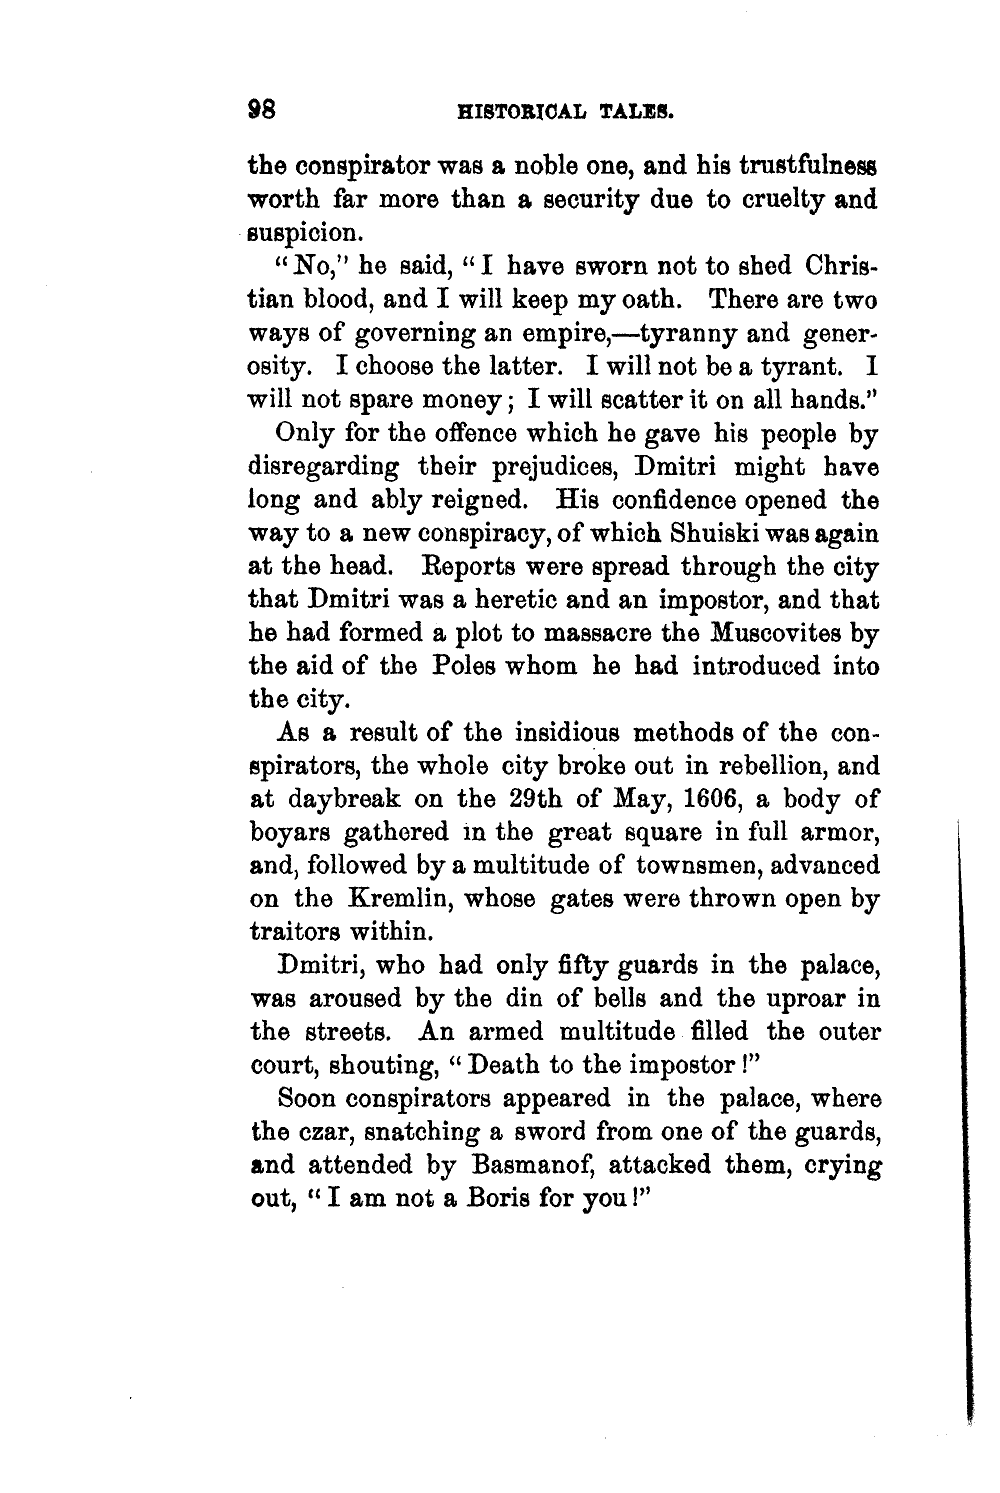 98 HISTORICAL TALES.
the conspirator was a noble one, and his trustfulness
worth far more than a security due to cruelty and
suspicion.
“No,” he said, “I have sworn not to shed Chris-
tian blood, and I will keep my oath. There are two
ways of governing an empire,—tyranny and gener-
osity. I choose the latter. I will not be a tyrant. I
will not spare money; I will scatter it on all hands.”
Only for the offence which he gave his people by
disregarding their prejudices, Dmitri might have
long and ably reigned. His confidence opened the
way to a new conspiracy, of which Shuiski was again
at the head. Reports were spread through the city
that Dmitri was a heretic and an impostor, and that
he had formed a plot to massacre the Muscovites by
the aid of the Poles whom he had introduced into
the city.
As a result of the insidious methods of the con-
spirators, the whole city broke out in rebellion, and
at daybreak on the 29th of May, 1606, a body of
boyars gathered in the great square in full armor,
and, followed by a multitude of townsmen, advanced
on the Kremlin, whose gates were thrown open by
traitors within.
Dmitri, who had only fifty guards in the palace,
was aroused by the din of bells and the uproar in
the streets. An armed multitude filled the outer
court, shouting, “Death to the impostor!”
Soon conspirators appeared in the palace, where
the czar, snatching a sword from one of the guards,
and attended by Basmanof, attacked them, crying
out, “I am not a Boris for you!”